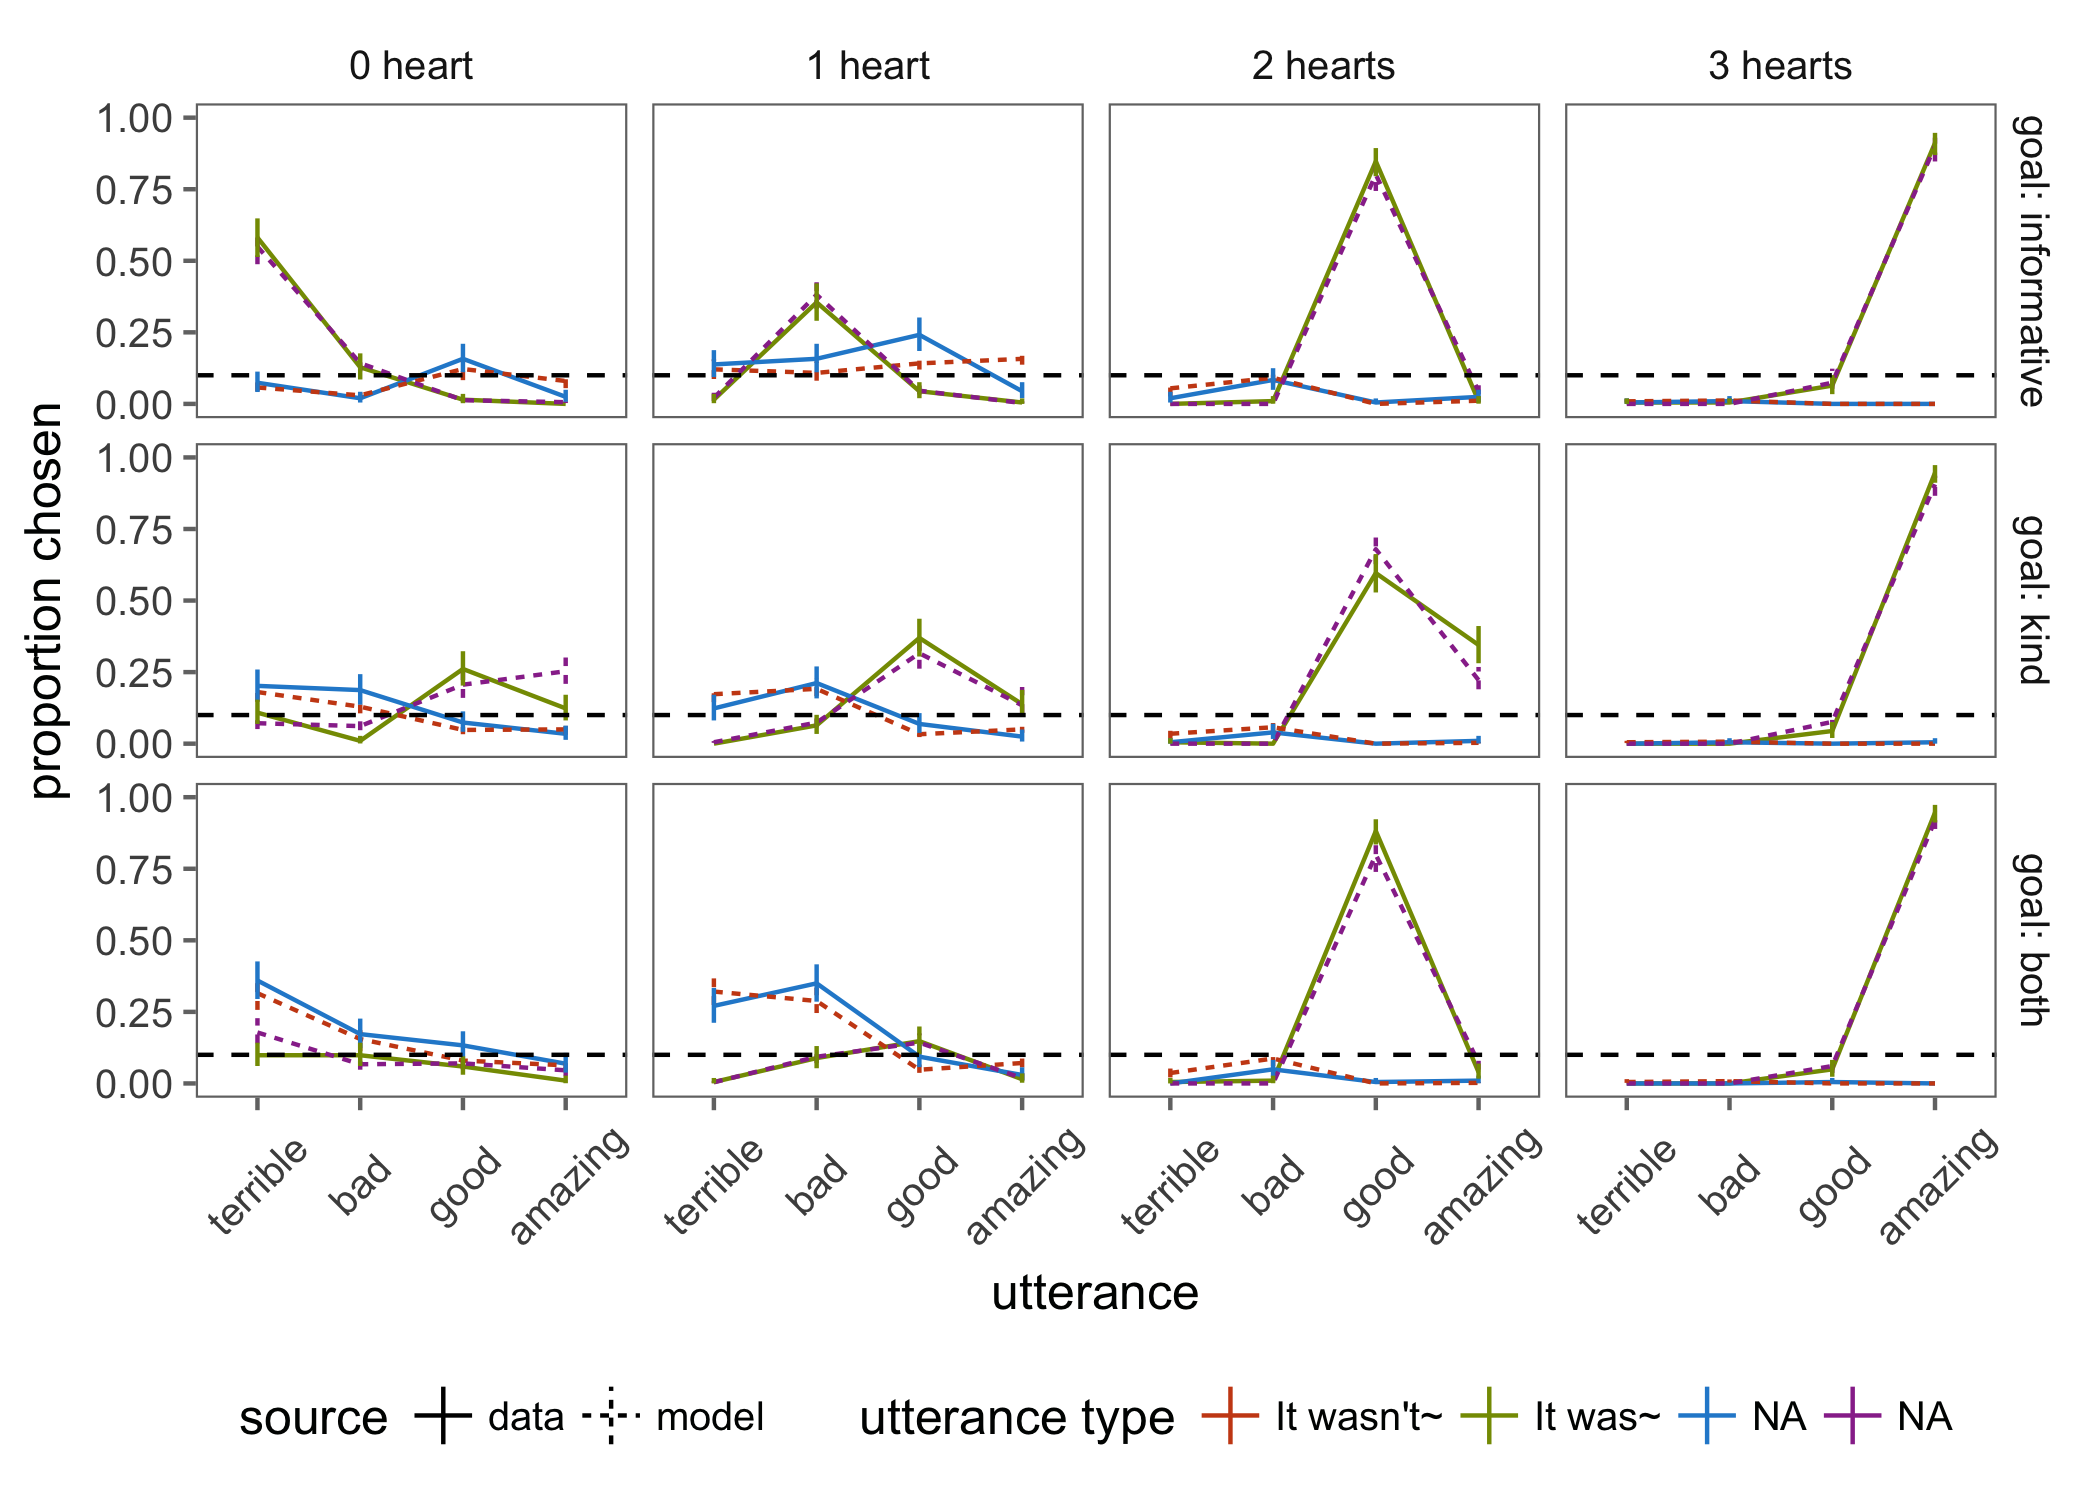 0 heart 1 heart 2 hearts 3 hearts
1.00
0.75
0.50
0.25
0.00
goal: informative
1.00
0.75
0.50
0.25
0.00
goal: kind
1.00
0.75
0.50
0.25
0.00
goal: both
proportion chosen
terrible bad good amazing terrible bad good amazing terrible bad good amazing terrible bad good amazing
utterance
source data model utterance type It wasn't~ It was~ NA NA